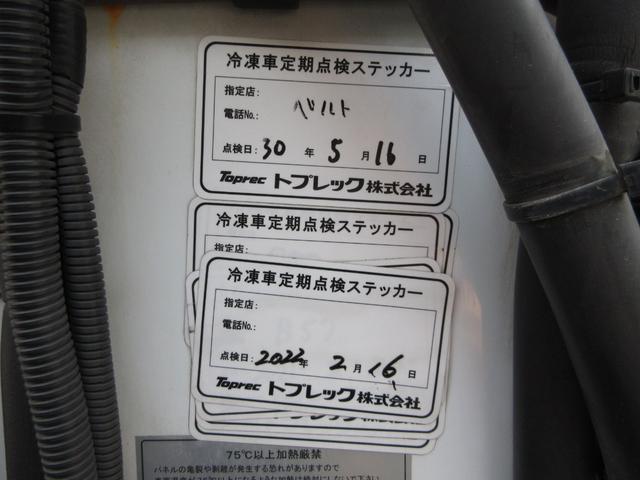 冷凍車定期点検ステッカー
指定店:
電話No.: ベルト
点検日: 30 年 5 月 16 日
Toprec トプレック株式会社
冷凍車定期点検ステッカー
指定店:
冷凍車定期点検ステッカー
指定店:
電話No.:
点検日: 2022年 2月 16日
Toprec トプレック株式会社
75℃以上加熱厳禁
パネルの亀裂や剥離が発生する恐れがありますので